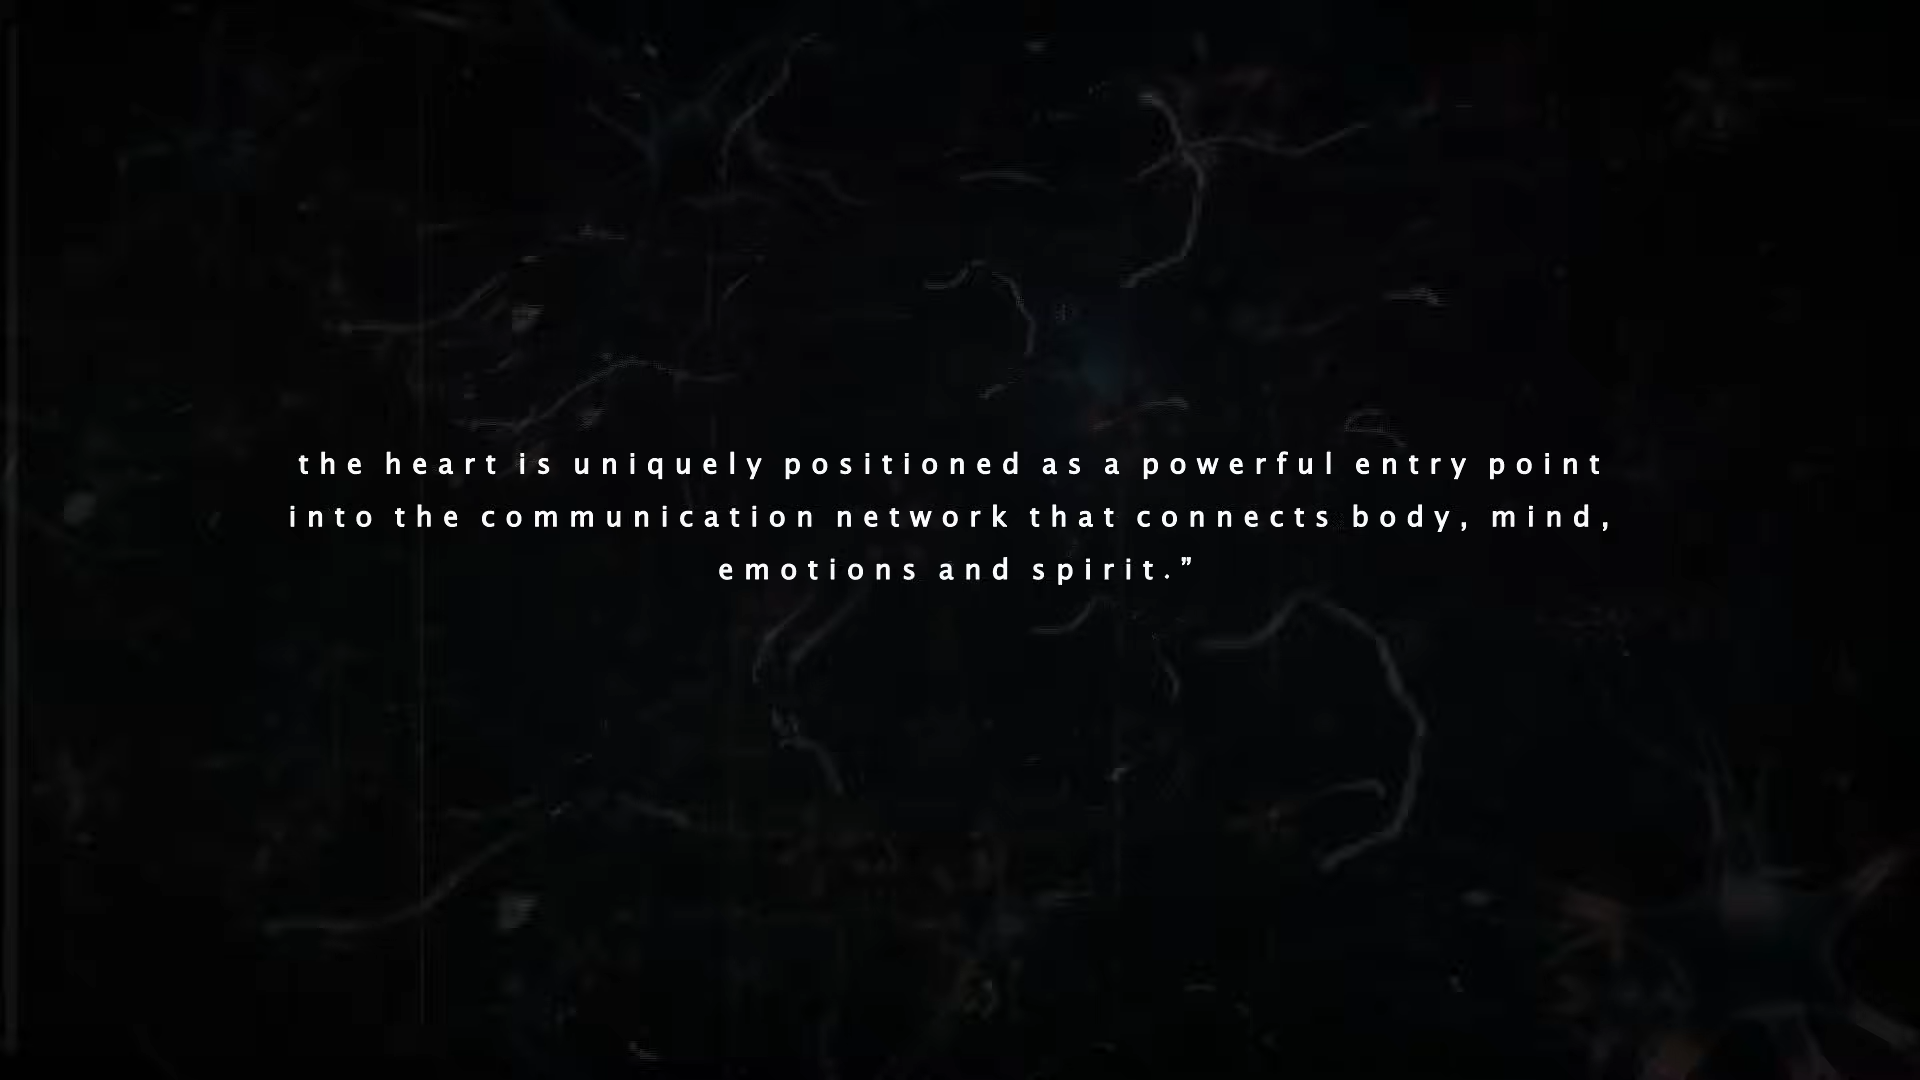 the heart is uniquely positioned as a powerful entry point
into the communication network that connects body, mind,
emotions and spirit.”